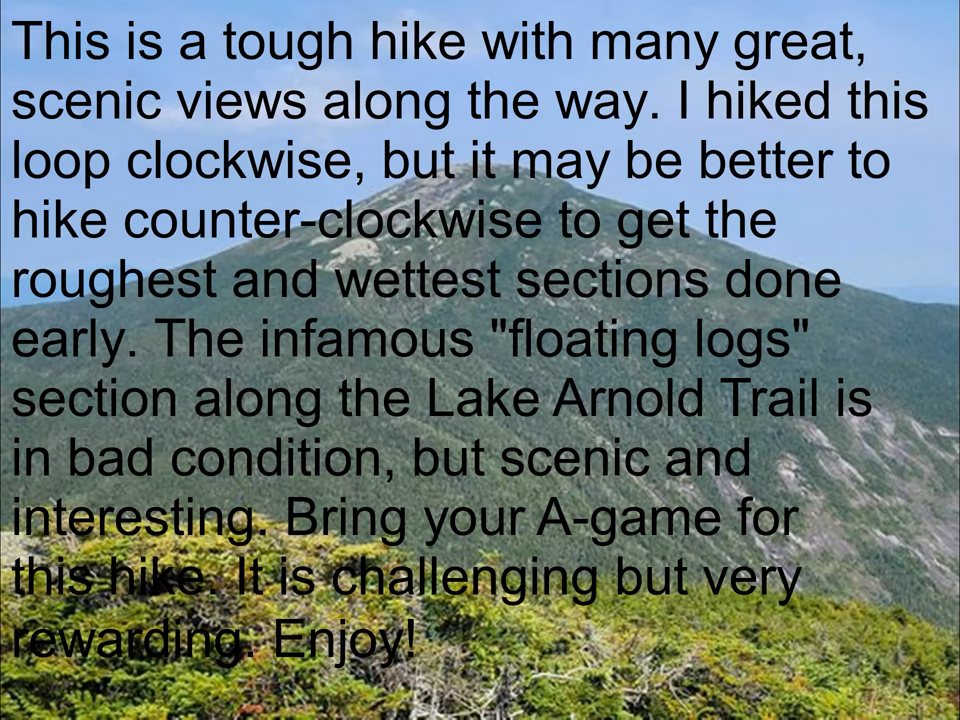 This is a tough hike with many great,
scenic views along the way. I hiked this
loop clockwise, but it may be better to
hike counter-clockwise to get the
roughest and wettest sections done
early. The infamous "floating logs"
section along the Lake Arnold Trail is
in bad condition, but scenic and
interesting. Bring your A-game for
this hike. It is challenging but very
rewarding. Enjoy!